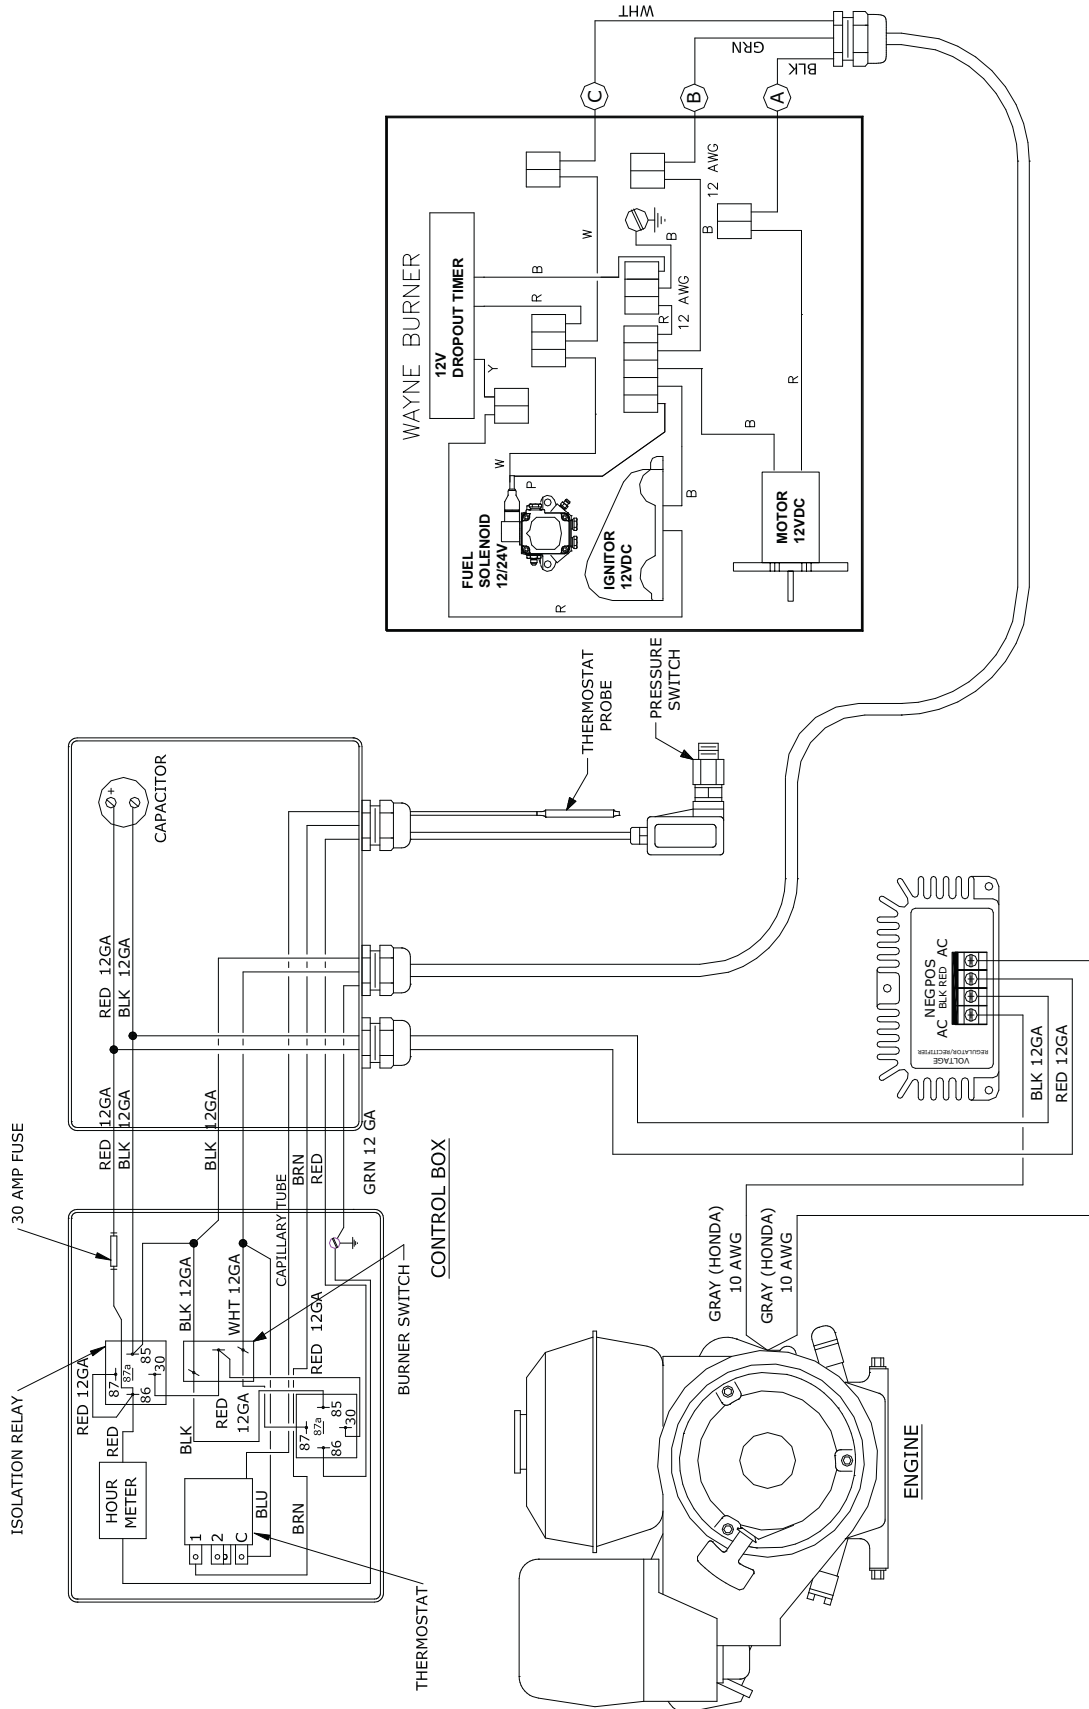 WHT
GRN
BLK
C
B
A
WAYNE BURNER
12V
DROPOUT TIMER
12 AWG
W
B
B
B
R
R
12 AWG
Y
W
P
R
B
B
R
FUEL
SOLENOID
12/24V
IGNITOR
12VDC
MOTOR
12VDC
THERMOSTAT
PROBE
PRESSURE
SWITCH
+
CAPACITOR
RED 12GA
BLK 12GA
RED 12GA
BLK 12GA
BLK 12GA
BRN
RED
GRN 12 GA
30 AMP FUSE
CONTROL BOX
ISOLATION RELAY
RED 12GA
87
87a
85
86
30
RED
HOUR
METER
BLK 12GA
WHT 12GA
CAPILLARY TUBE
BLK
RED
12GA
RED 12GA
BURNER SWITCH
87
87a
85
86
30
1
2
C
BLU
BRN
THERMOSTAT
AC
NEG
POS
AC
BLK
RED
VOLTAGE
REGULATOR/RECTIFIER
BLK 12GA
RED 12GA
GRAY (HONDA)
10 AWG
GRAY (HONDA)
10 AWG
ENGINE